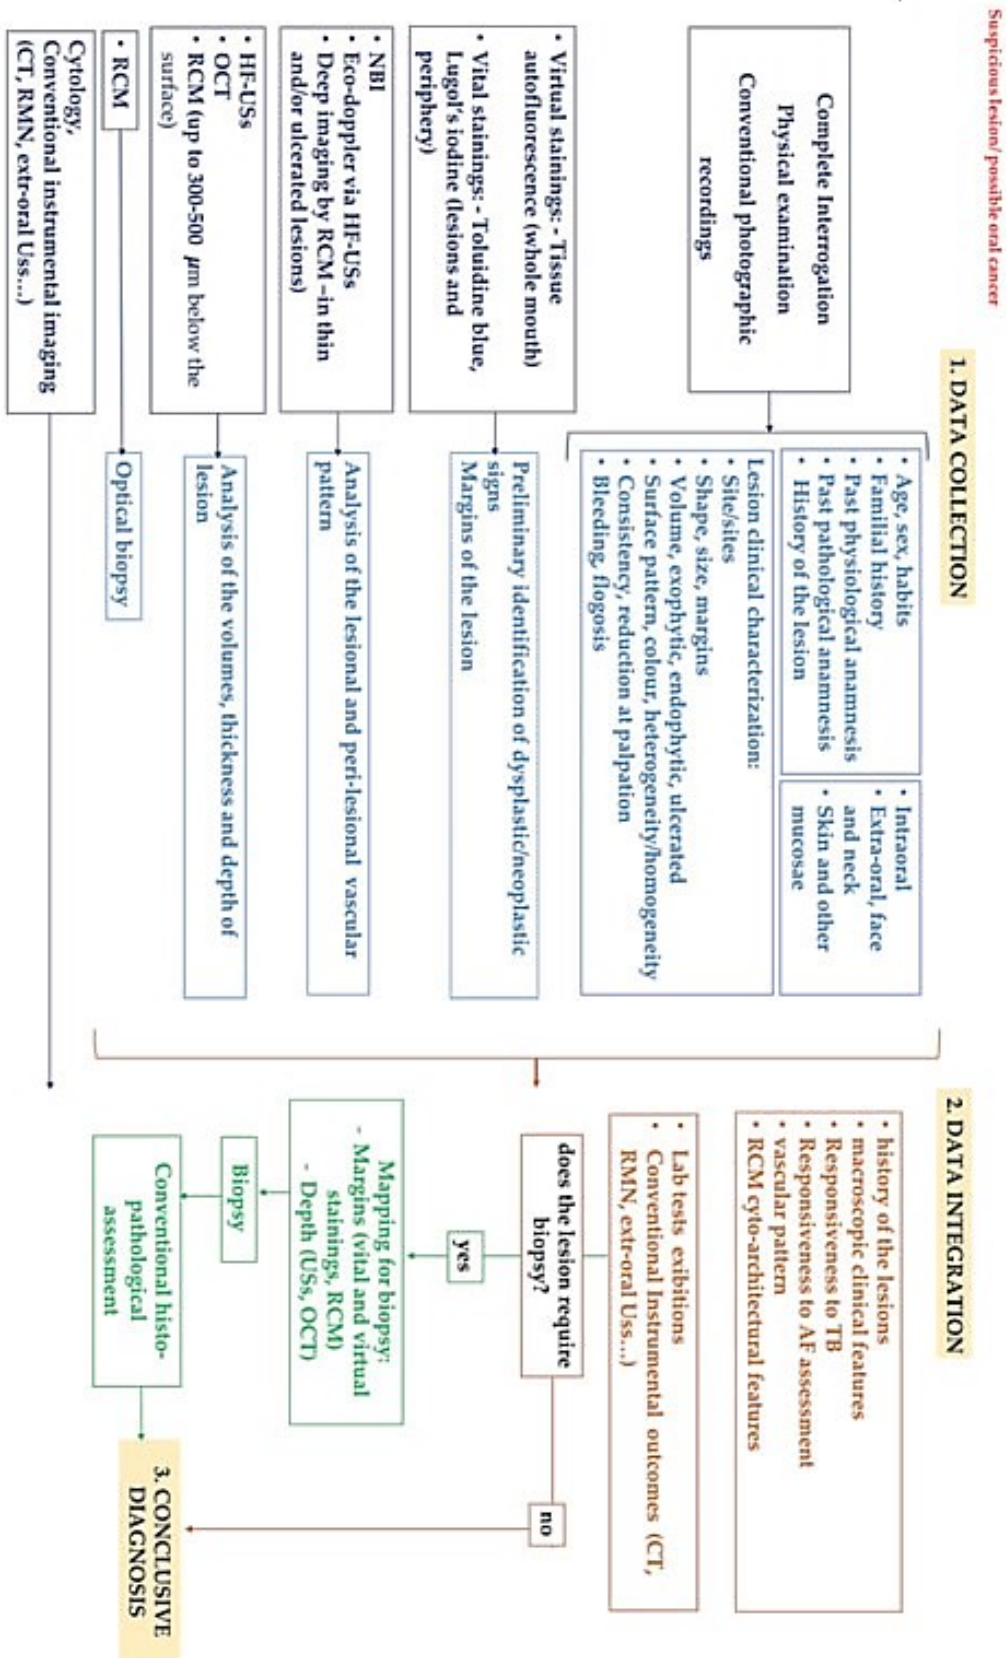 Suspicious lesion/ possible oral cancer
1. DATA COLLECTION
Complete Interrogation
Physical examination
Conventional photographic
recordings
• Age, sex, habits
• Familial history
• Past physiological anamnesis
• Past pathological anamnesis
• History of the lesion
• Intraoral
• Extra-oral, face
and neck
• Skin and other
mucosae
Lesion clinical characterization:
• Site/sites
• Shape, size, margins
• Volume, exophytic, endophytic, ulcerated
• Surface pattern, colour, heterogeneity/homogeneity
• Consistency, reduction at palpation
• Bleeding, flogosis
• Virtual stainings: - Tissue
autofluorescence (whole mouth)
• Vital stainings: - Toluidine blue,
Lugol's iodine (lesions and
periphery)
Preliminary identification of dysplastic/neoplastic
signs
Margins of the lesion
• NBI
• Eco-doppler via HF-USs
• Deep imaging by RCM –in thin
and/or ulcerated lesions)
Analysis of the lesional and peri-lesional vascular
pattern
• HF-USs
• OCT
• RCM (up to 300-500 µm below the
surface)
Analysis of the volumes, thickness and depth of
lesion
• RCM
Optical biopsy
Cytology,
Conventional instrumental imaging
(CT, RMN, extr-oral Uss...)
2. DATA INTEGRATION
• history of the lesions
• macroscopic clinical features
• Responsiveness to TB
• Responsiveness to AF assessment
• vascular pattern
• RCM cyto-architectural features
• Lab tests exibitions
• Conventional Instrumental outcomes (CT,
RMN, extr-oral Uss...)
does the lesion require
biopsy?
yes
no
Mapping for biopsy:
- Margins (vital and virtual
stainings, RCM)
- Depth (USs, OCT)
Biopsy
Conventional histo-
pathological
assessment
3. CONCLUSIVE
DIAGNOSIS